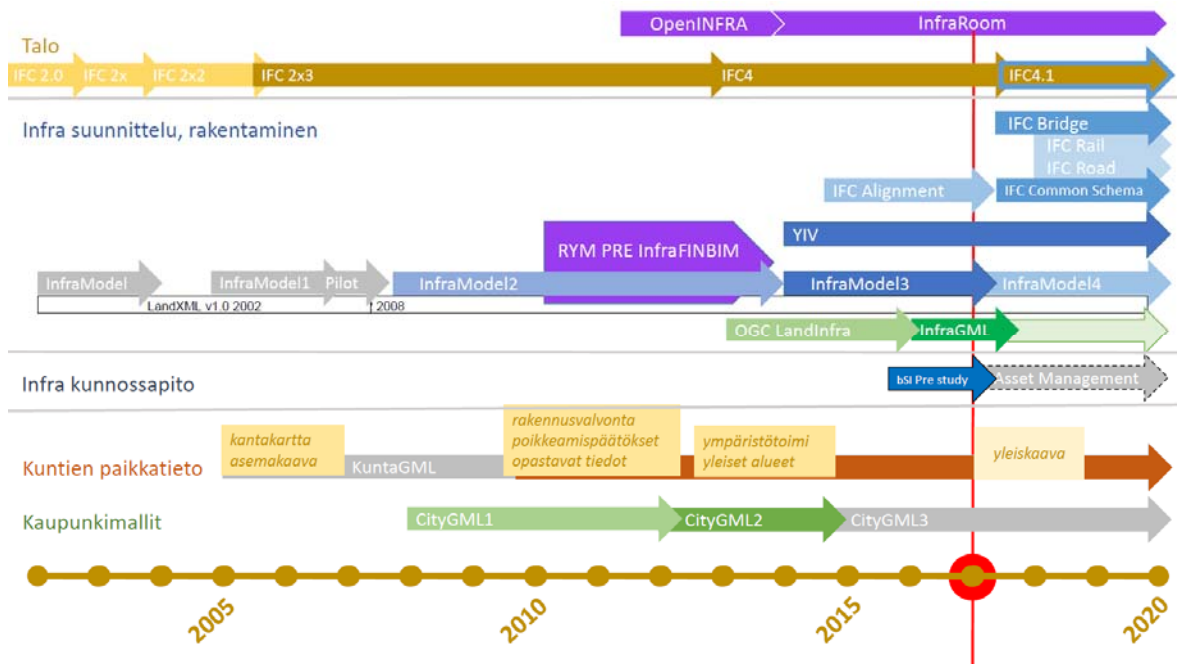 OpenINFRA
InfraRoom
Talo
IFC 2.0
IFC 2x
IFC 2x2
IFC 2x3
IFC4
IFC4.1
Infra suunnittelu, rakentaminen
IFC Bridge
IFC Rail
IFC Road
IFC Alignment
IFC Common Schema
YIV
RYM PRE InfraFINBIM
InfraModel
InfraModel1
Pilot
InfraModel2
InfraModel3
InfraModel4
LandXML v1.0 2002
2008
OGC LandInfra
InfraGML
Infra kunnossapito
bSI Pre study
Asset Management
Kuntien paikkatieto
kantakartta
asemakaava
KuntaGML
rakennusvalvonta
poikkeamispäätökset
opastavat tiedot
ympäristötoimi
yleiset alueet
yleiskaava
Kaupunkimallit
CityGML1
CityGML2
CityGML3
2005
2010
2015
2020